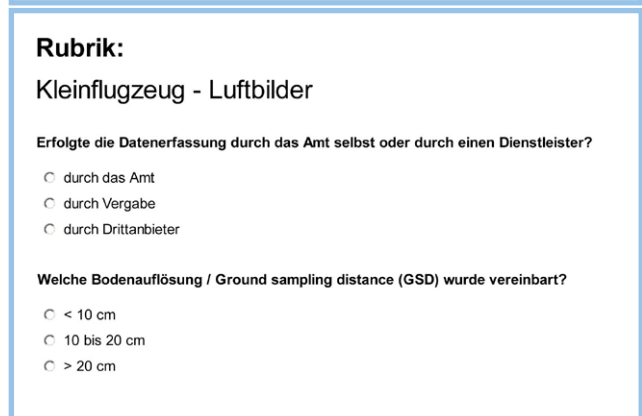 Rubrik:
Kleinflugzeug - Luftbilder
Erfolgte die Datenerfassung durch das Amt selbst oder durch einen Dienstleister?
durch das Amt
durch Vergabe
durch Drittanbieter
Welche Bodenauflösung / Ground sampling distance (GSD) wurde vereinbart?
< 10 cm
10 bis 20 cm
> 20 cm